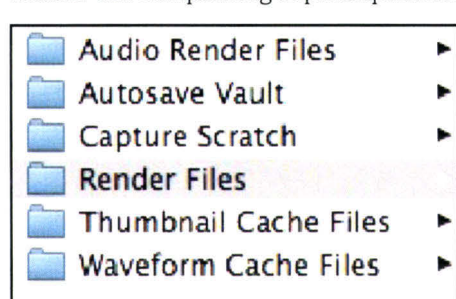 Audio Render Files
Autosave Vault
Capture Scratch
Render Files
Thumbnail Cache Files
Waveform Cache Files